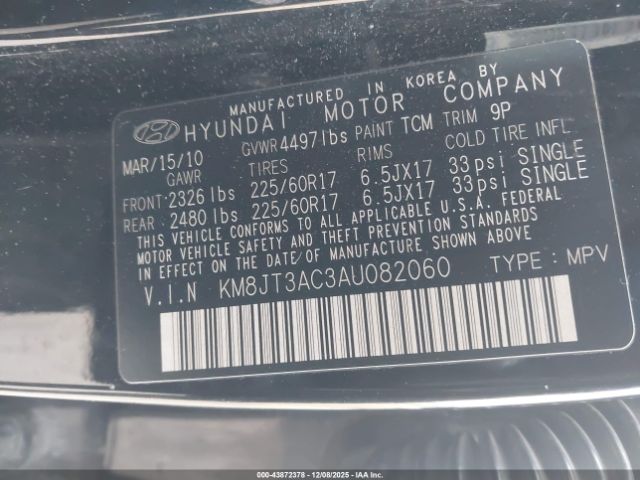 MANUFACTURED IN KOREA BY
HYUNDAI MOTOR COMPANY
MAR/15/10 GVWR 4497 lbs PAINT TCM TRIM 9P
GAWR TIRES RIMS COLD TIRE INFL.
FRONT: 2326 lbs 225/60R17 6.5JX17 33 psi SINGLE
REAR : 2480 lbs 225/60R17 6.5JX17 33 psi SINGLE
THIS VEHICLE CONFORMS TO ALL APPLICABLE U.S.A. FEDERAL
MOTOR VEHICLE SAFETY AND THEFT PREVENTION STANDARDS
IN EFFECT ON THE DATE OF MANUFACTURE SHOWN ABOVE.
V.I.N KM8JT3AC3AU082060 TYPE : MPV
000-43872378 - 12/08/2025 - IAA Inc.